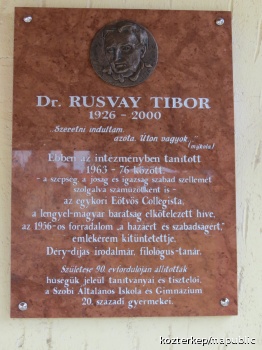 Dr. RUSVAY TIBOR
1926 - 2000
„Szeretni indultam
azóta. Úton vagyok.”
Ebben az intézményben tanított
1963 - 76 között,
- a szépség, a jóság és igazság szabad szellemét
szolgálva száműzöttként is -
az egykori Eötvös Collegista,
a lengyel-magyar barátság elkötelezett híve,
az 1956-os forradalom „a hazáért és szabadságért”
emlékérem kitüntetettje,
Déry-díjas irodalmár, filológus-tanár.
Születése 90. évfordulóján állították
hűségük jeléül tanítványai és tisztelői,
a Szobi Általános Iskola és Gimnázium
20. századi gyermekei.
kozterkep/mapublic